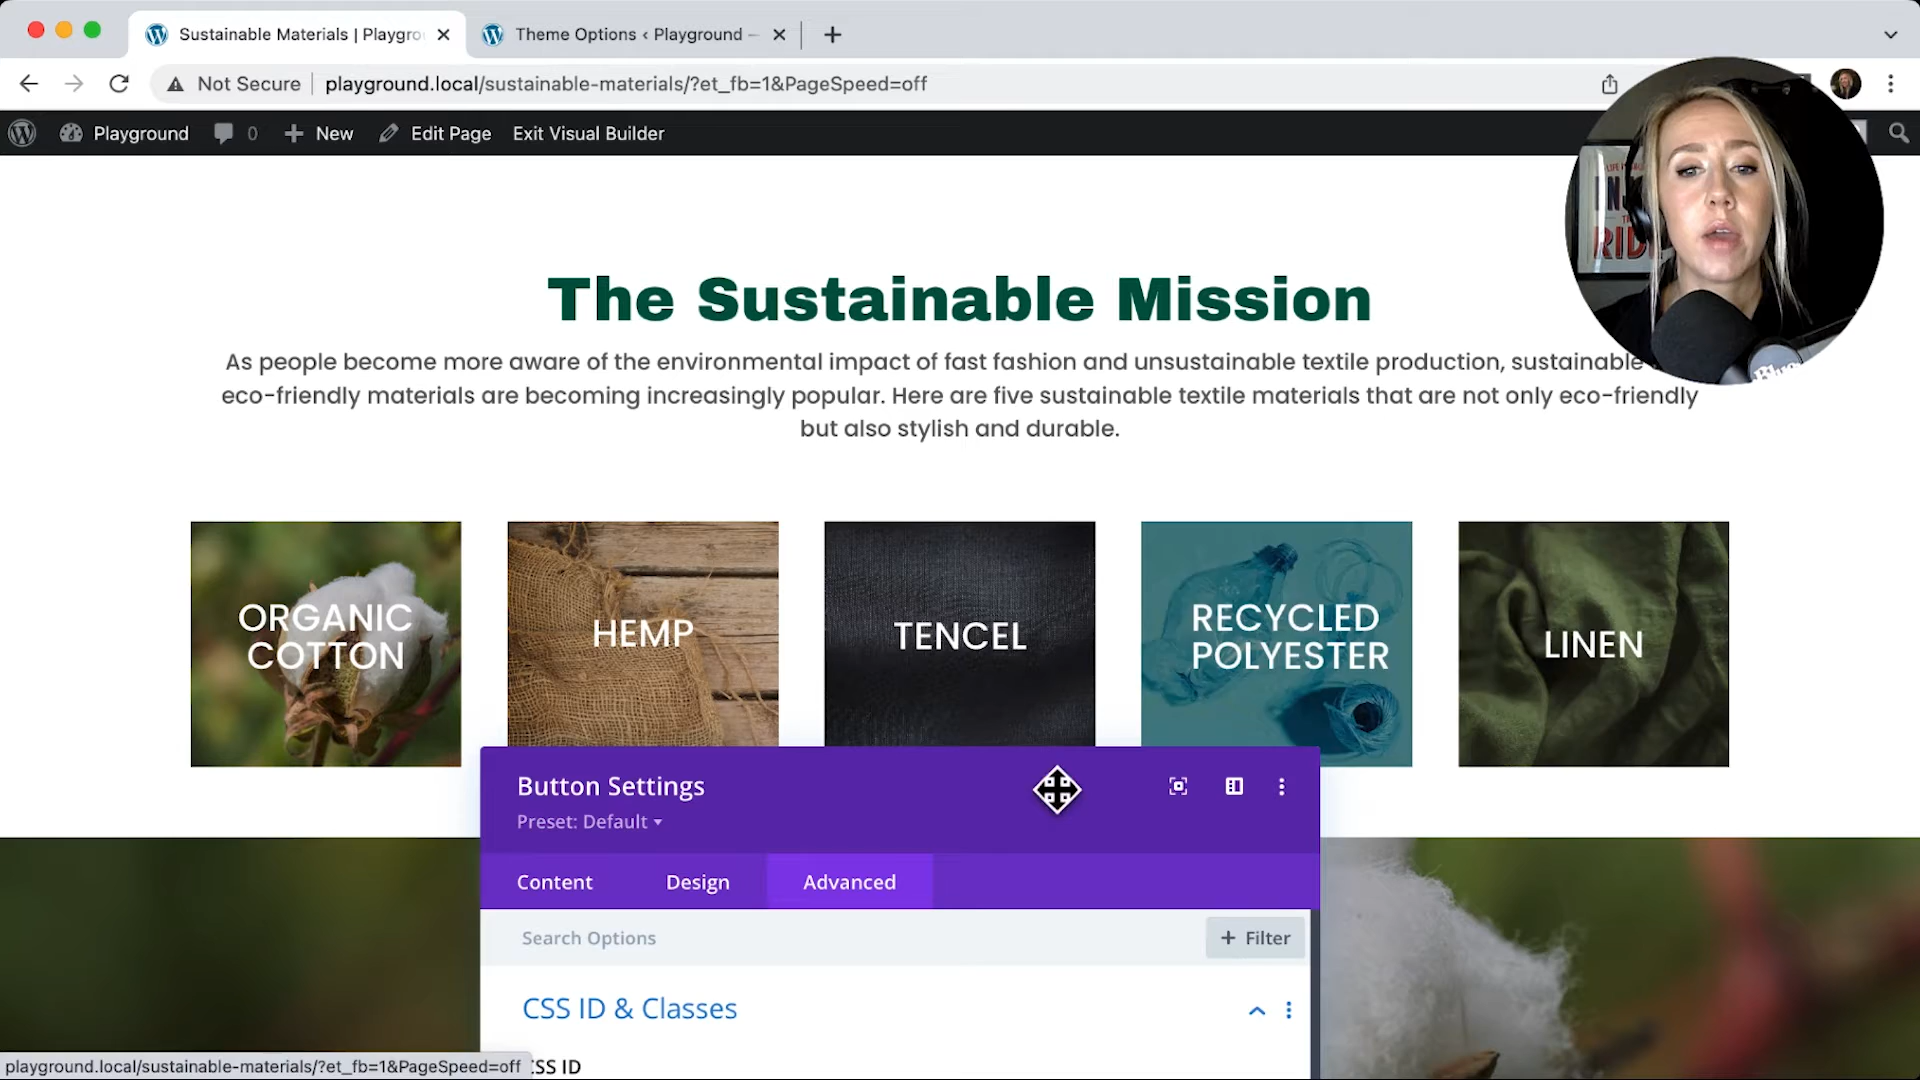 Sustainable Materials | Playgro
Theme Options ‹ Playground —
Not Secure
playground.local/sustainable-materials/?et_fb=1&PageSpeed=off
Playground
0
New
Edit Page
Exit Visual Builder
The Sustainable Mission
As people become more aware of the environmental impact of fast fashion and unsustainable textile production, sustainable
eco-friendly materials are becoming increasingly popular. Here are five sustainable textile materials that are not only eco-friendly
but also stylish and durable.
ORGANIC
COTTON
HEMP
TENCEL
RECYCLED
POLYESTER
LINEN
Button Settings
Preset: Default
Content
Design
Advanced
Search Options
+ Filter
CSS ID & Classes
CSS ID
playground.local/sustainable-materials/?et_fb=1&PageSpeed=off